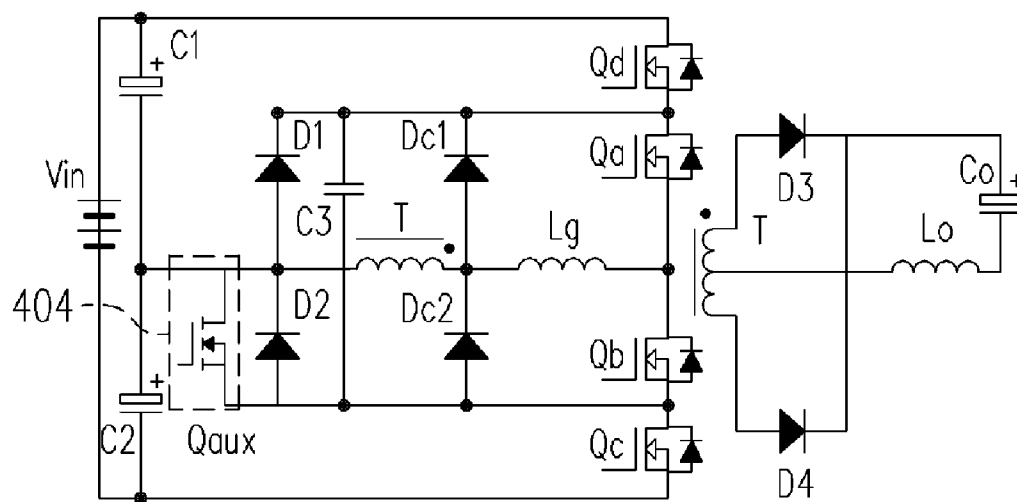 C1
+
Qd
D1
Dc1
Qa
Vin
C3
D3
Co
+
T
Lg
T
Lo
404
D2
Dc2
Qb
+
C2
Qaux
Qc
D4